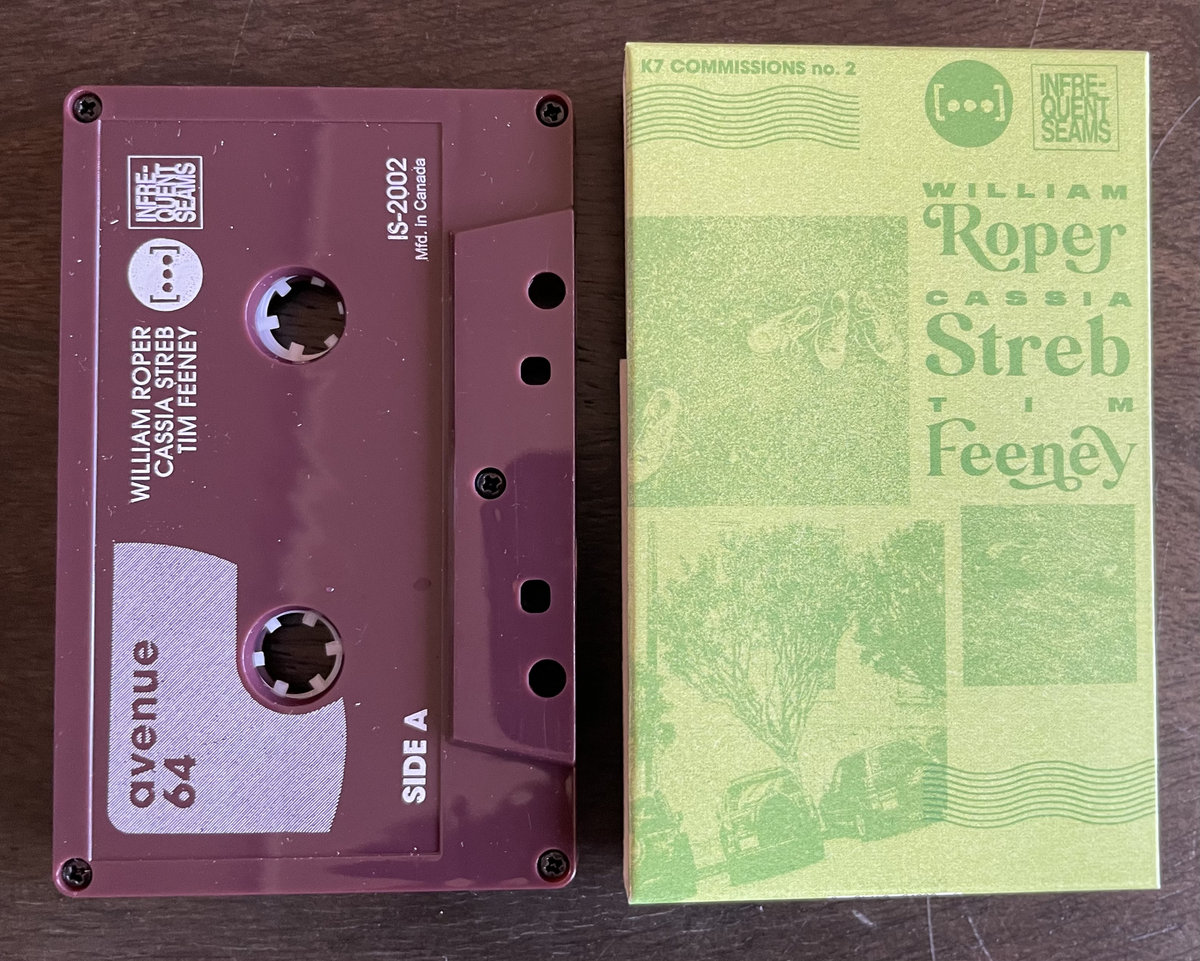 INFRE-
QUENT
SEAMS
[•••]
WILLIAM ROPER
CASSIA STREB
TIM FEENEY
avenue
64
IS-2002
Mfd. in Canada
SIDE A
K7 COMMISSIONS no. 2
[•••]
INFRE-
QUENT
SEAMS
WILLIAM
Roper
CASSIA
Streb
TIM
Feeney